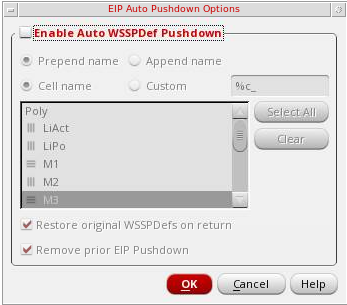 EIP Auto Pushdown Options
Enable Auto WSSPDef Pushdown
Prepend name Append name
Cell name Custom %c_
Poly Select All
LiAct
LiPo Clear
M1
M2
M3
Restore original WSSPDefs on return
Remove prior EIP Pushdown
OK Cancel Help